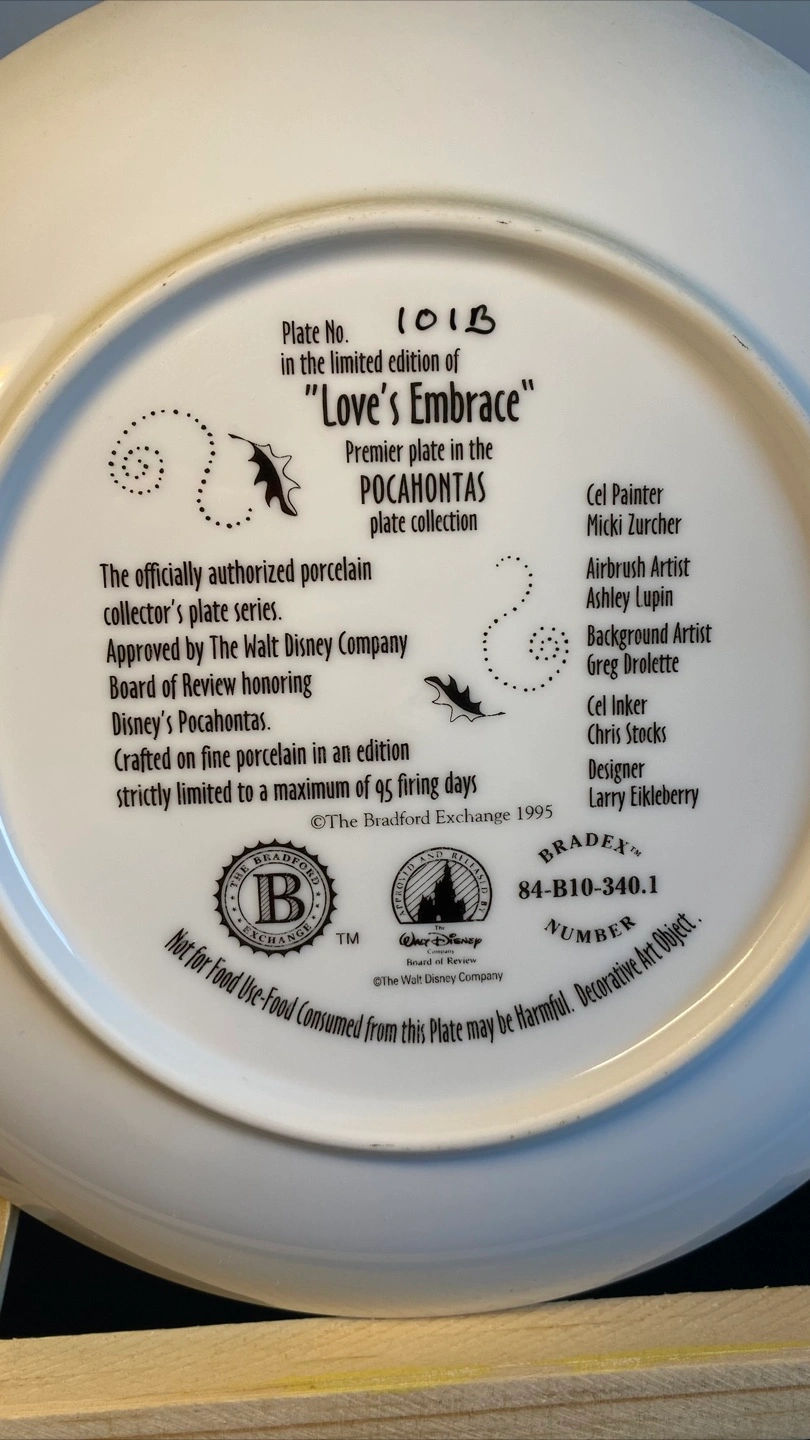 Plate No. 101B
in the limited edition of
"Love's Embrace"
Premier plate in the
POCAHONTAS
plate collection
The officially authorized porcelain
collector's plate series.
Approved by The Walt Disney Company
Board of Review honoring
Disney's Pocahontas.
Crafted on fine porcelain in an edition
strictly limited to a maximum of 95 firing days
Cel Painter
Micki Zurcher
Airbrush Artist
Ashley Lupin
Background Artist
Greg Drolette
Cel Inker
Chris Stocks
Designer
Larry Eikleberry
©The Bradford Exchange 1995
THE BRADFORD
B
EXCHANGE
TM
APPROVED AND RELEASED BY
The
Walt Disney
Company
Board of Review
©The Walt Disney Company
BRADEX™
84-B10-340.1
NUMBER
Not for Food Use-Food Consumed from this Plate may be Harmful. Decorative Art Object.